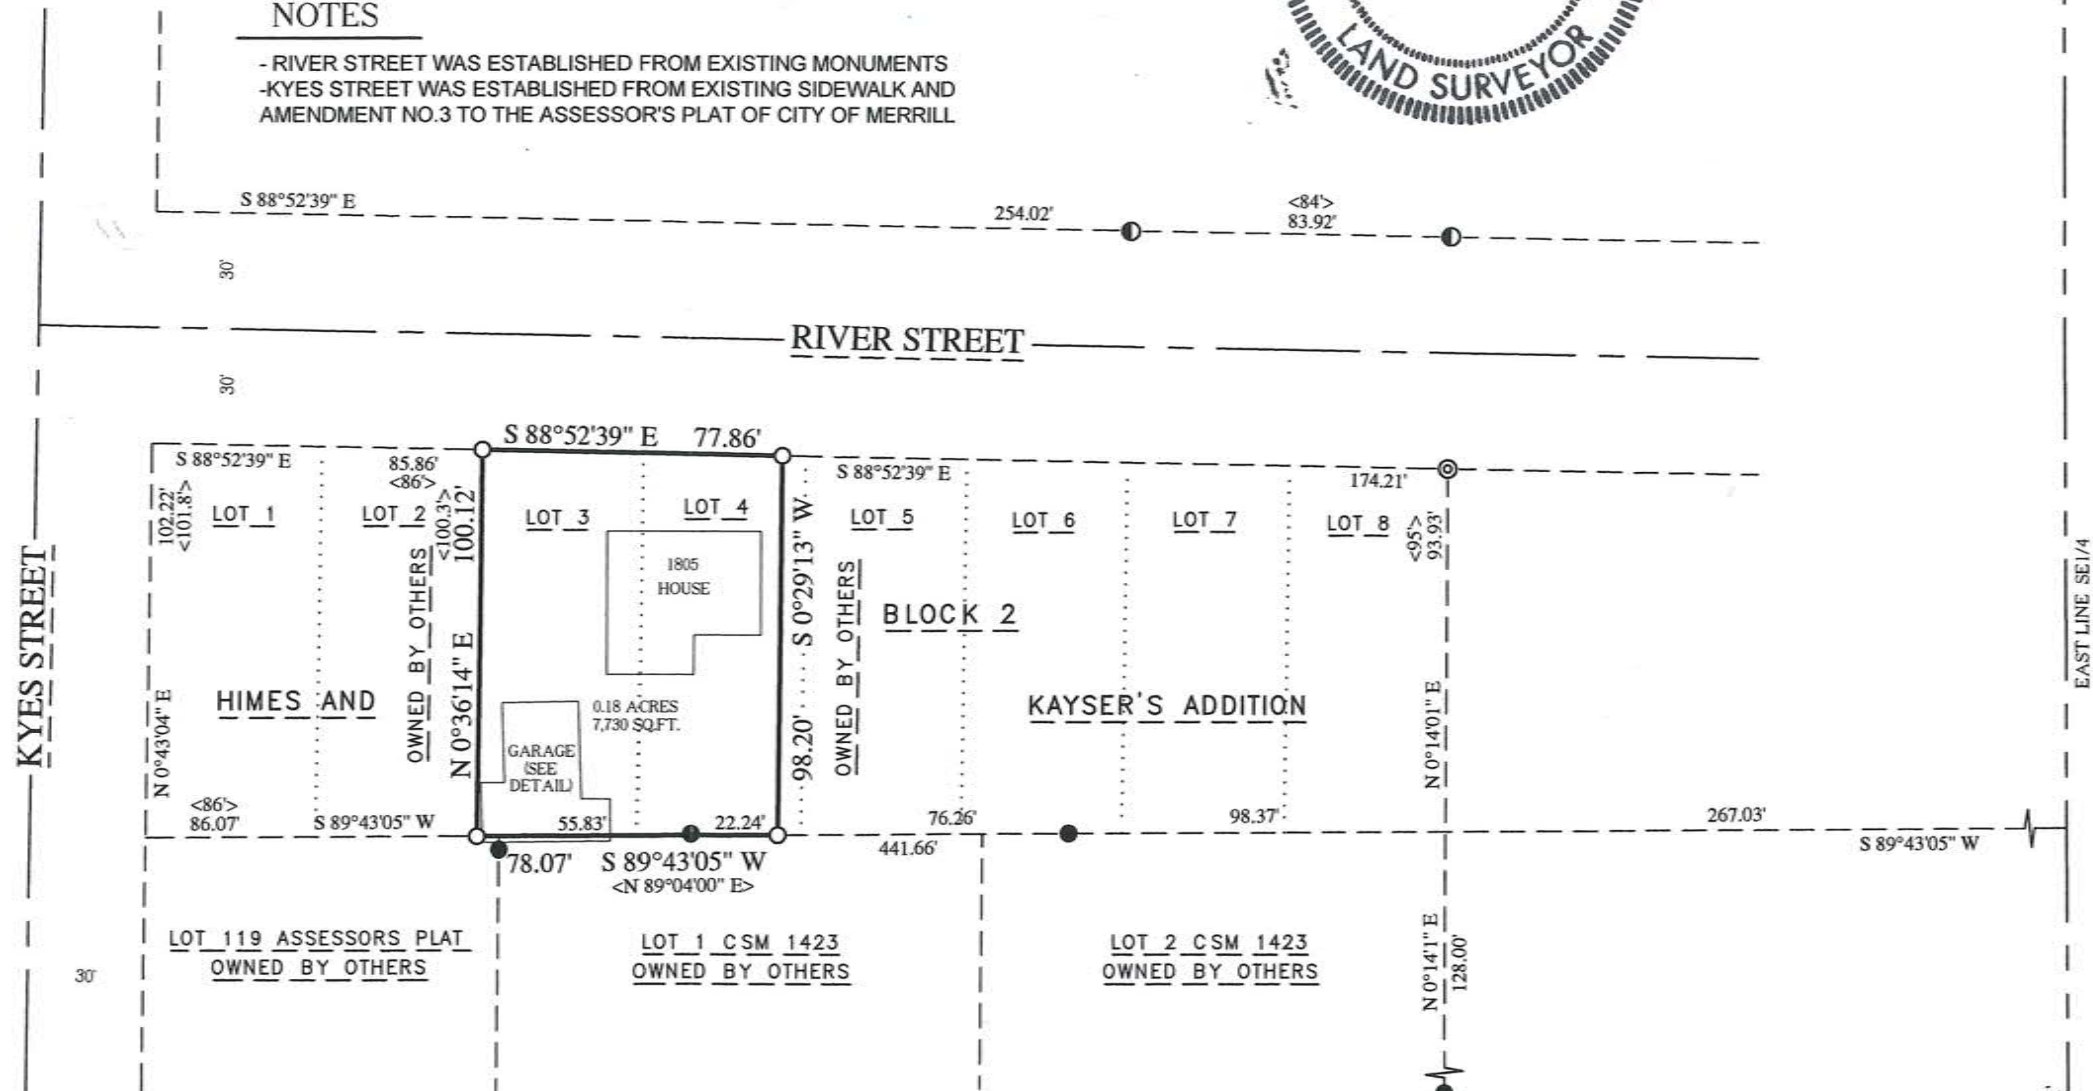 NOTES
- RIVER STREET WAS ESTABLISHED FROM EXISTING MONUMENTS
-KYES STREET WAS ESTABLISHED FROM EXISTING SIDEWALK AND
AMENDMENT NO.3 TO THE ASSESSOR'S PLAT OF CITY OF MERRILL
LAND SURVEYOR
S 88°52'39" E
254.02'
<84'>
83.92'
30'
RIVER STREET
30'
S 88°52'39" E 77.86'
S 88°52'39" E
85.86'
<86'>
S 88°52'39" E
174.21'
102.22'
<101.8'>
LOT 1
LOT 2
<100.3'>
100.12'
LOT 3
LOT 4
LOT 5
LOT 6
LOT 7
LOT 8
<95'>
93.93'
KYES STREET
N 0°43'04" E
HIMES AND
OWNED BY OTHERS
N 0°36'14" E
1805
HOUSE
0.18 ACRES
7,730 SQ.FT.
GARAGE
(SEE
DETAIL)
98.20' S 0°29'13" W
OWNED BY OTHERS
BLOCK 2
KAYSER'S ADDITION
N 0°14'01" E
EAST LINE SE1/4
<86'>
86.07'
S 89°43'05" W
55.83'
22.24'
76.26'
98.37'
267.03'
441.66'
S 89°43'05" W
78.07' S 89°43'05" W
<N 89°04'00" E>
LOT 119 ASSESSORS PLAT
OWNED BY OTHERS
LOT 1 CSM 1423
OWNED BY OTHERS
LOT 2 CSM 1423
OWNED BY OTHERS
N 0°14'1" E
128.00'
30'